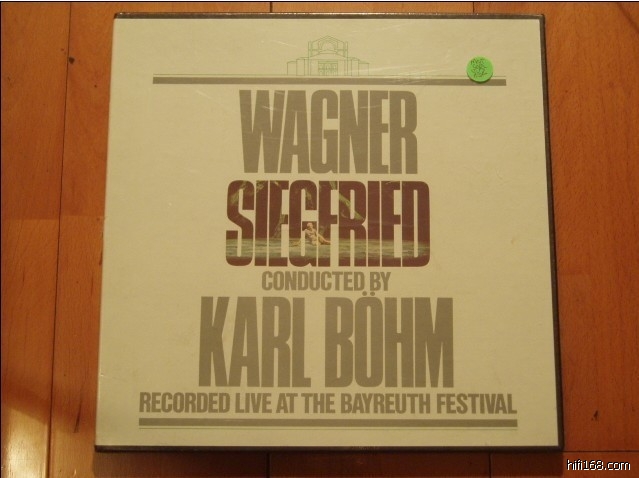 WAGNER
SIEGFRIED
CONDUCTED BY
KARL BÖHM
RECORDED LIVE AT THE BAYREUTH FESTIVAL
hifi168.com